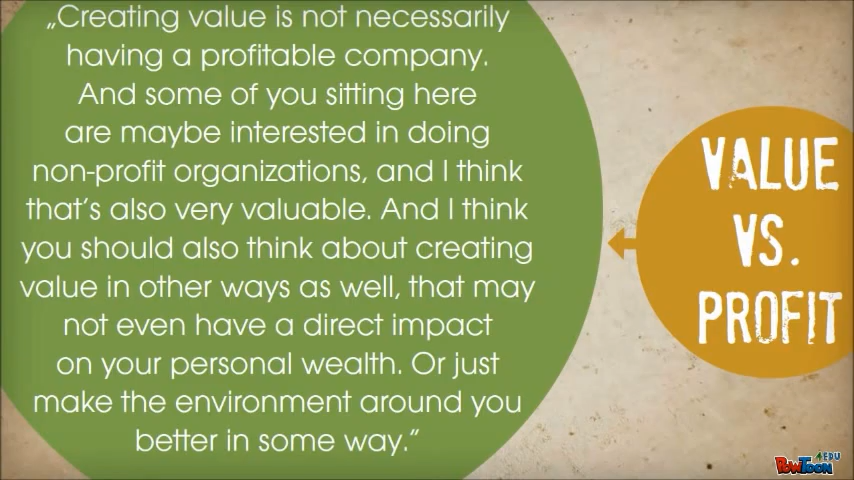 „Creating value is not necessarily
having a profitable company.
And some of you sitting here
are maybe interested in doing
non-profit organizations, and I think
that's also very valuable. And I think
you should also think about creating
value in other ways as well, that may
not even have a direct impact
on your personal wealth. Or just
make the environment around you
better in some way.”
VALUE
VS.
PROFIT
POWTOON
EDU